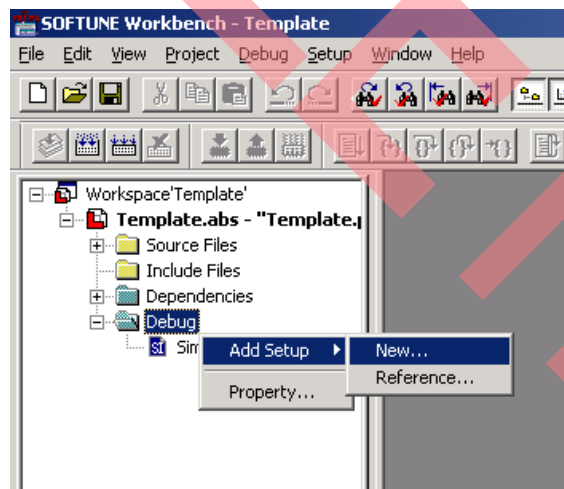 SOFTUNE Workbench - Template
File Edit View Project Debug Setup Window Help
Workspace'Template'
Template.abs - "Template.p
Source Files
Include Files
Dependencies
Debug
Sim
Add Setup
New...
Reference...
Property...